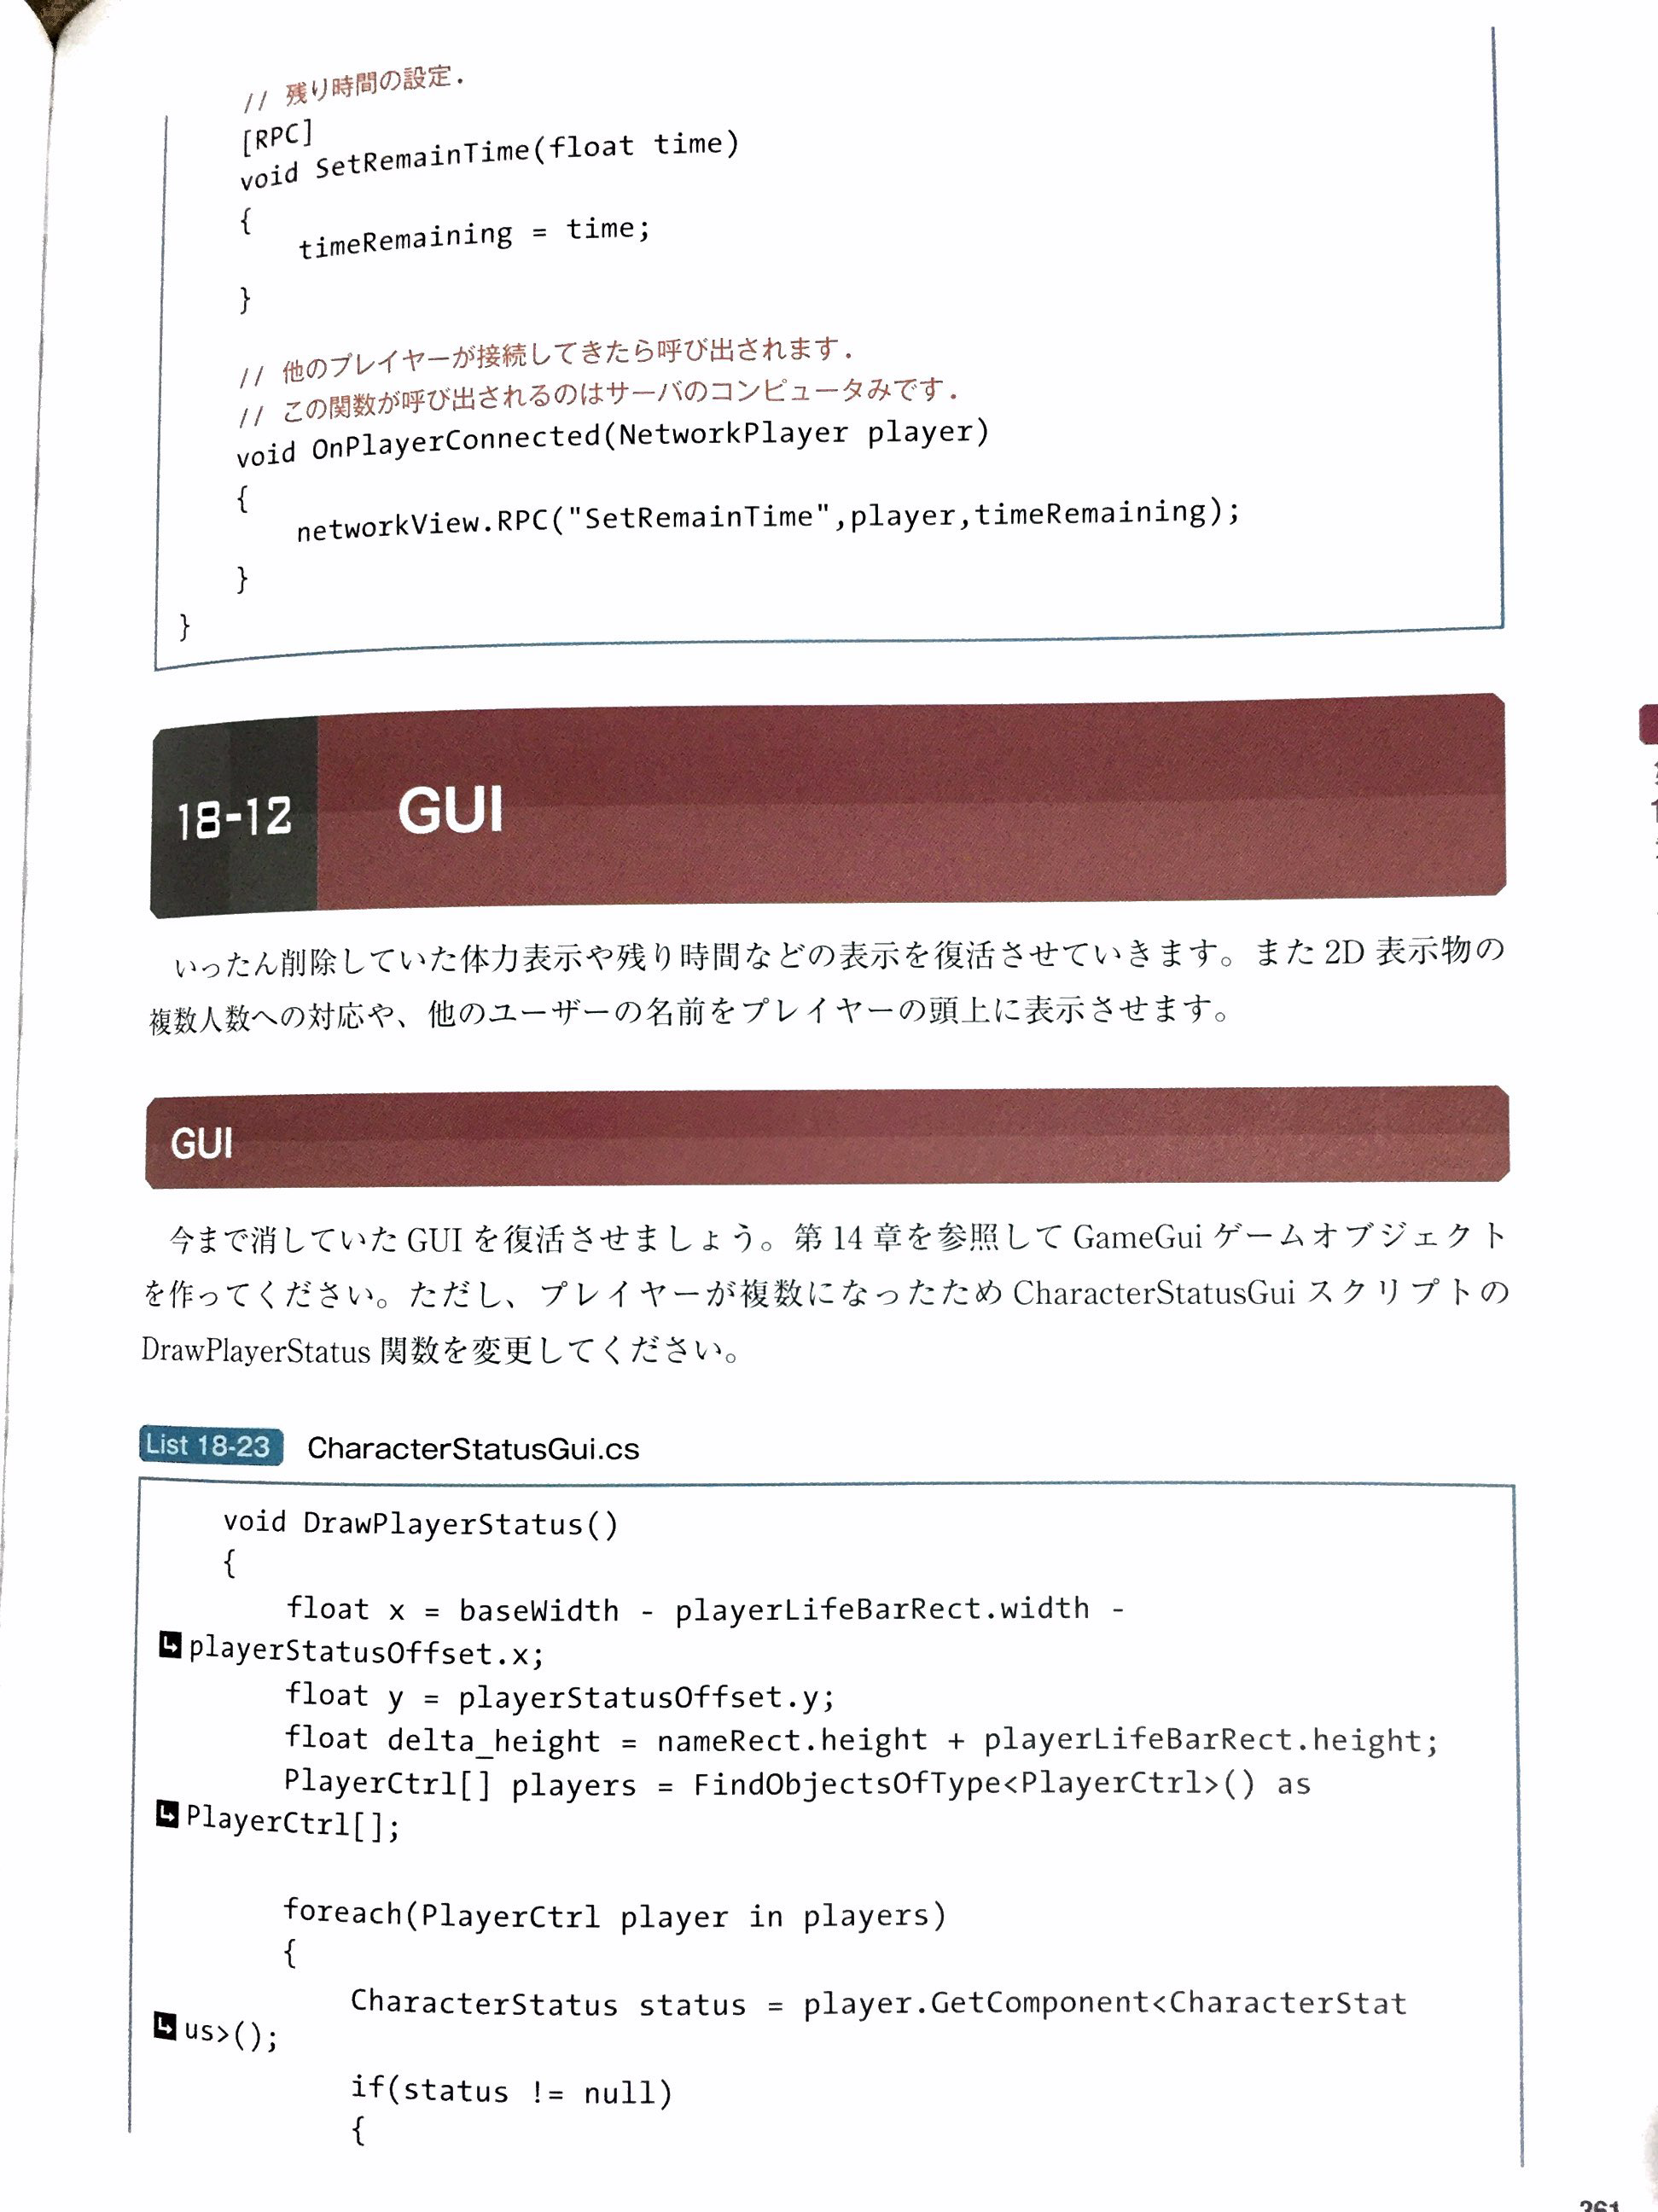 // 残り時間の設定.
[RPC]
void SetRemainTime(float time)
{
timeRemaining = time;
}
// 他のプレイヤーが接続してきたら呼び出されます.
// この関数が呼び出されるのはサーバのコンピュータみです.
void OnPlayerConnected(NetworkPlayer player)
{
networkView.RPC("SetRemainTime",player,timeRemaining);
}
}
18-12 GUI
いったん削除していた体力表示や残り時間などの表示を復活させていきます。また 2D 表示物の
複数人数への対応や、他のユーザーの名前をプレイヤーの頭上に表示させます。
GUI
今まで消していた GUI を復活させましょう。第 14 章を参照して GameGui ゲームオブジェクト
を作ってください。ただし、プレイヤーが複数になったため CharacterStatusGui スクリプトの
DrawPlayerStatus 関数を変更してください。
List 18-23 CharacterStatusGui.cs
void DrawPlayerStatus()
{
float x = baseWidth - playerLifeBarRect.width -
playerStatusOffset.x;
float y = playerStatusOffset.y;
float delta_height = nameRect.height + playerLifeBarRect.height;
PlayerCtrl[] players = FindObjectsOfType<PlayerCtrl>() as
PlayerCtrl[];
foreach(PlayerCtrl player in players)
{
CharacterStatus status = player.GetComponent<CharacterStat
us>();
if(status != null)
{
361